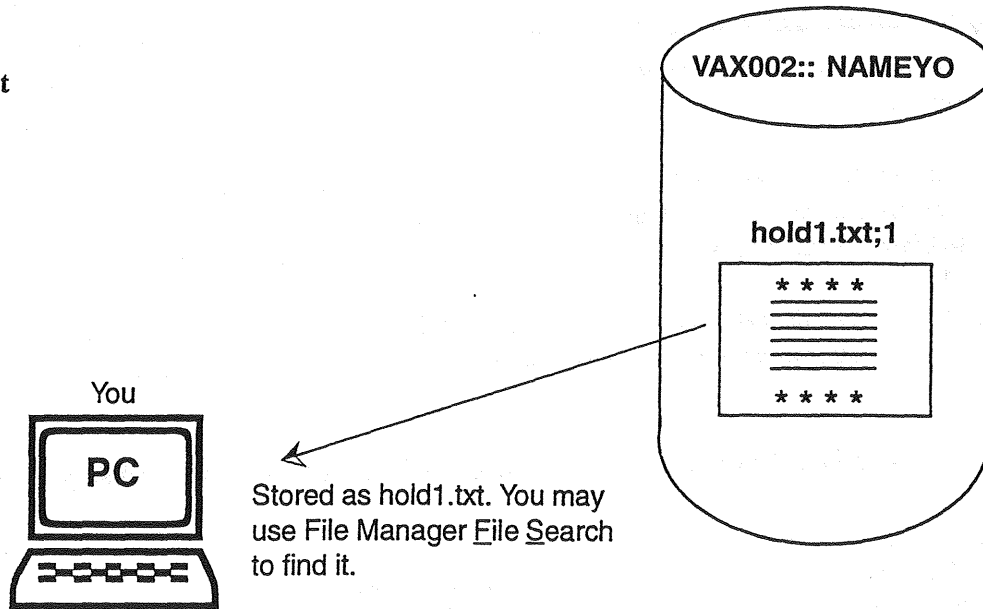 t
VAX002:: NAMEYO
hold1.txt;1
* * * *
* * * *
You
PC
Stored as hold1.txt. You may
use File Manager File Search
to find it.